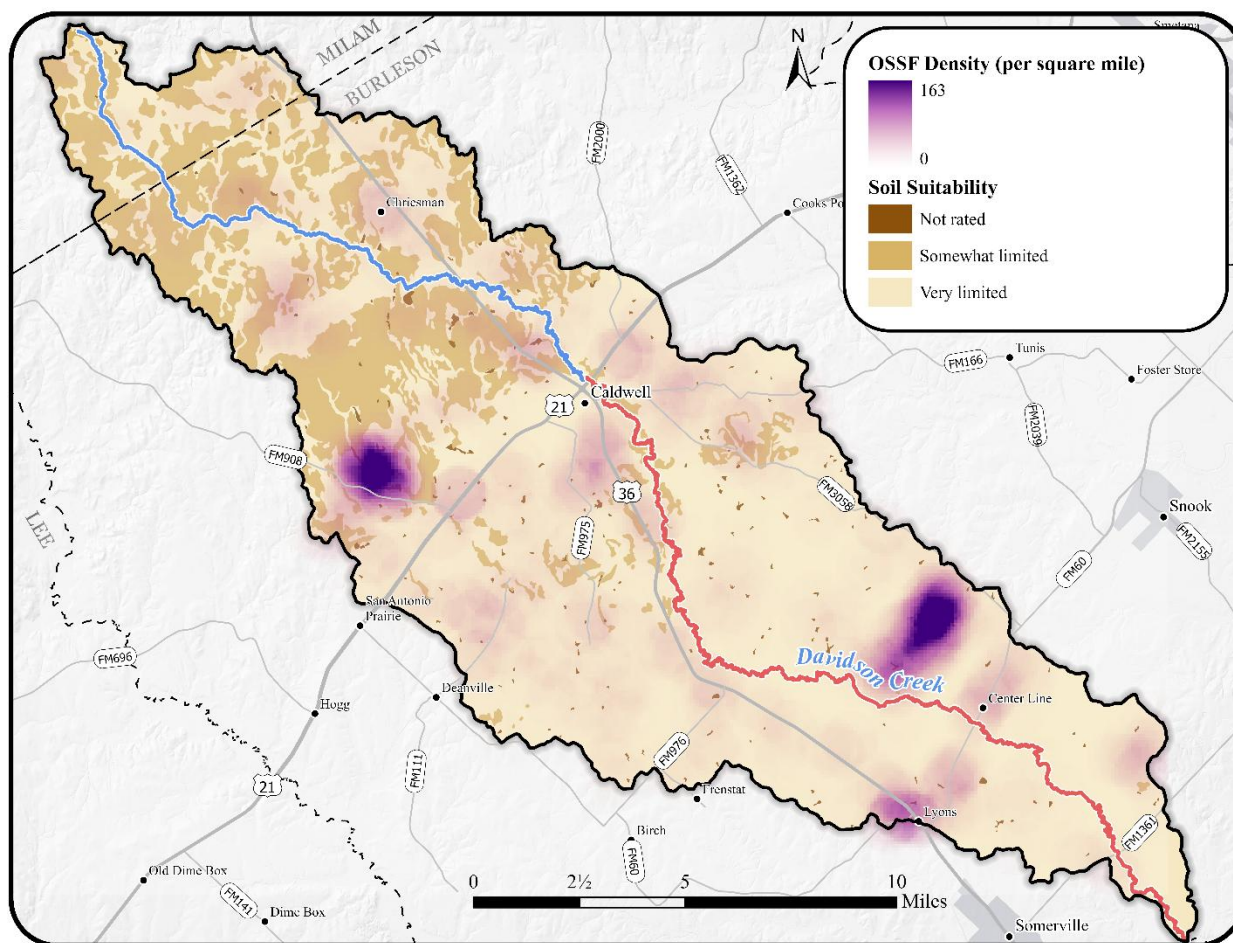 Smetana
MILAM
BURLESON
N
OSSF Density (per square mile)
163
0
Soil Suitability
Not rated
Somewhat limited
Very limited
FM2000
FM1362
Chriesman
Cooks Po
Tunis
FM166
Foster Store
Caldwell
21
FM2039
FM908
36
FM3058
Snook
FM2155
LEE
FM975
FM60
San Antonio
Prairie
FM696
Davidson Creek
Deanville
Center Line
Hogg
FM111
FM976
21
Trenstat
Lyons
FM1361
Birch
FM60
Old Dime Box
0 2½ 5 10
Miles
FM141
Dime Box
Somerville